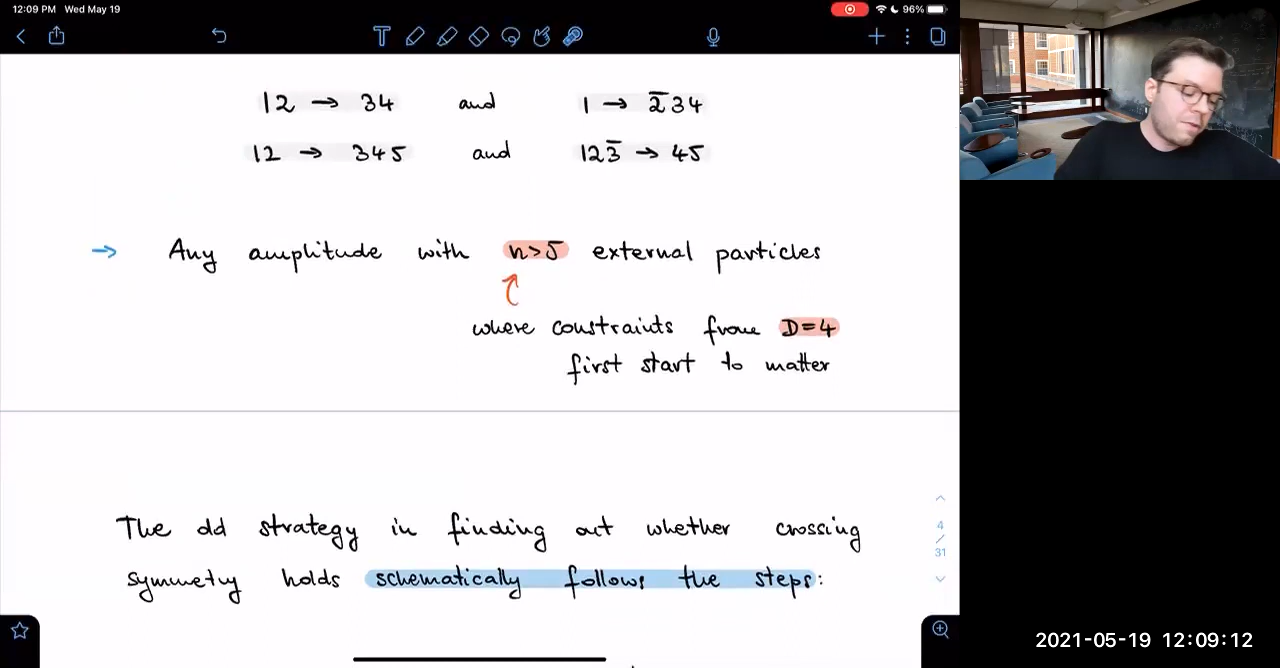 12:09 PM Wed May 19
96%
12 → 34 and 1 → 2̅34
12 → 345 and 123̅ → 45
→ Any amplitude with n>5 external particles
where constraints from D=4
first start to matter
The old strategy in finding out whether crossing
symmetry holds schematically follows the steps:
4
/
31
2021-05-19 12:09:12